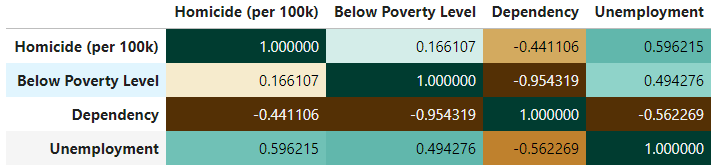 Homicide (per 100k) Below Poverty Level Dependency Unemployment
Homicide (per 100k) 1.000000 0.166107 -0.441106 0.596215
Below Poverty Level 0.166107 1.000000 -0.954319 0.494276
Dependency -0.441106 -0.954319 1.000000 -0.562269
Unemployment 0.596215 0.494276 -0.562269 1.000000